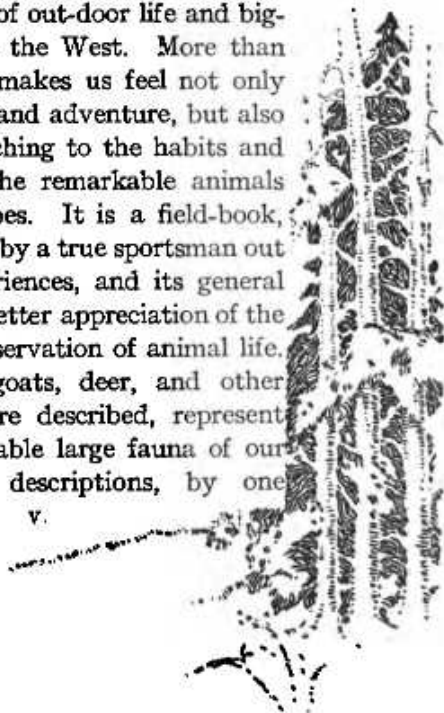 of out-door life and big-
the West. More than
makes us feel not only
and adventure, but also
ching to the habits and
he remarkable animals
bes. It is a field-book,
by a true sportsman out
riences, and its general
etter appreciation of the
servation of animal life.
goats, deer, and other
re described, represent
able large fauna of our
descriptions, by one
v.